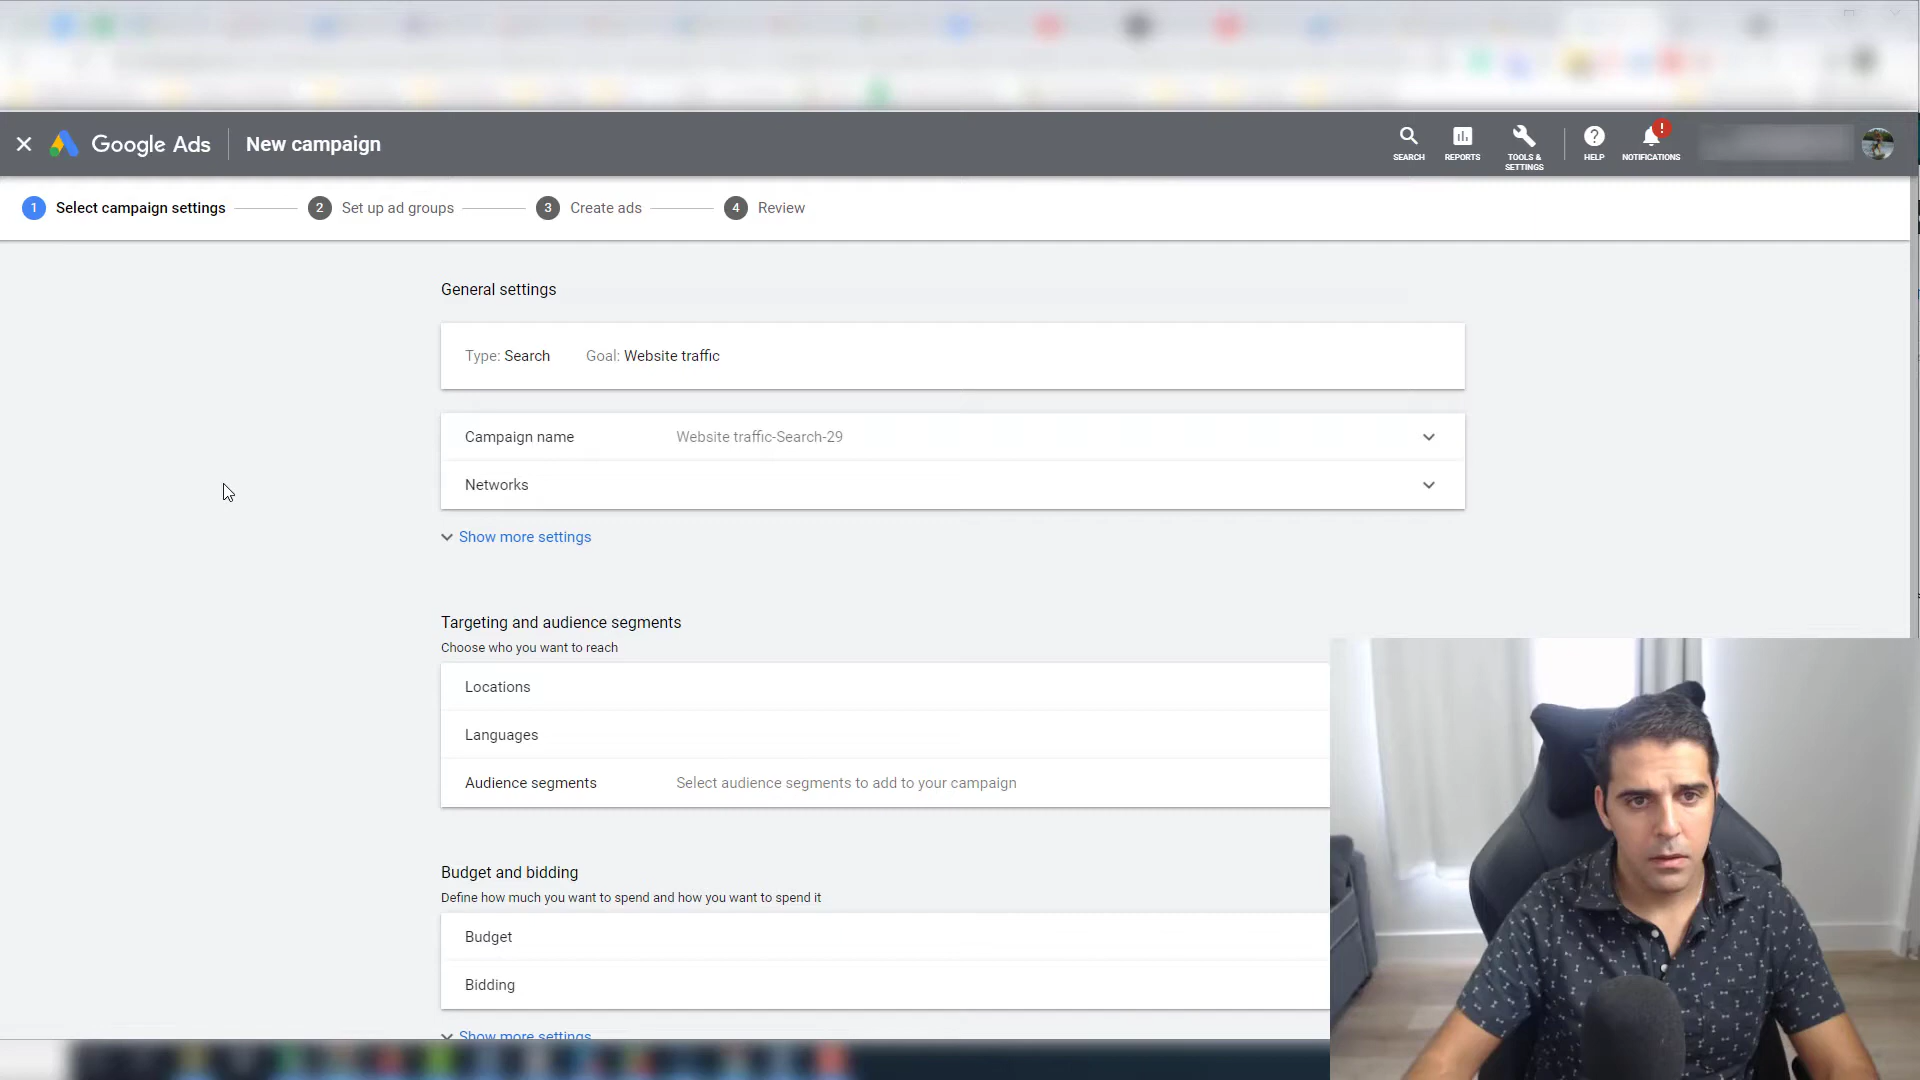 Google Ads
New campaign
SEARCH
REPORTS
TOOLS &
SETTINGS
HELP
!
NOTIFICATIONS
1 Select campaign settings
2 Set up ad groups
3 Create ads
4 Review
General settings
Type: Search
Goal: Website traffic
Campaign name
Website traffic-Search-29
Networks
Show more settings
Targeting and audience segments
Choose who you want to reach
Locations
Languages
Audience segments
Select audience segments to add to your campaign
Budget and bidding
Define how much you want to spend and how you want to spend it
Budget
Bidding
Show more settings